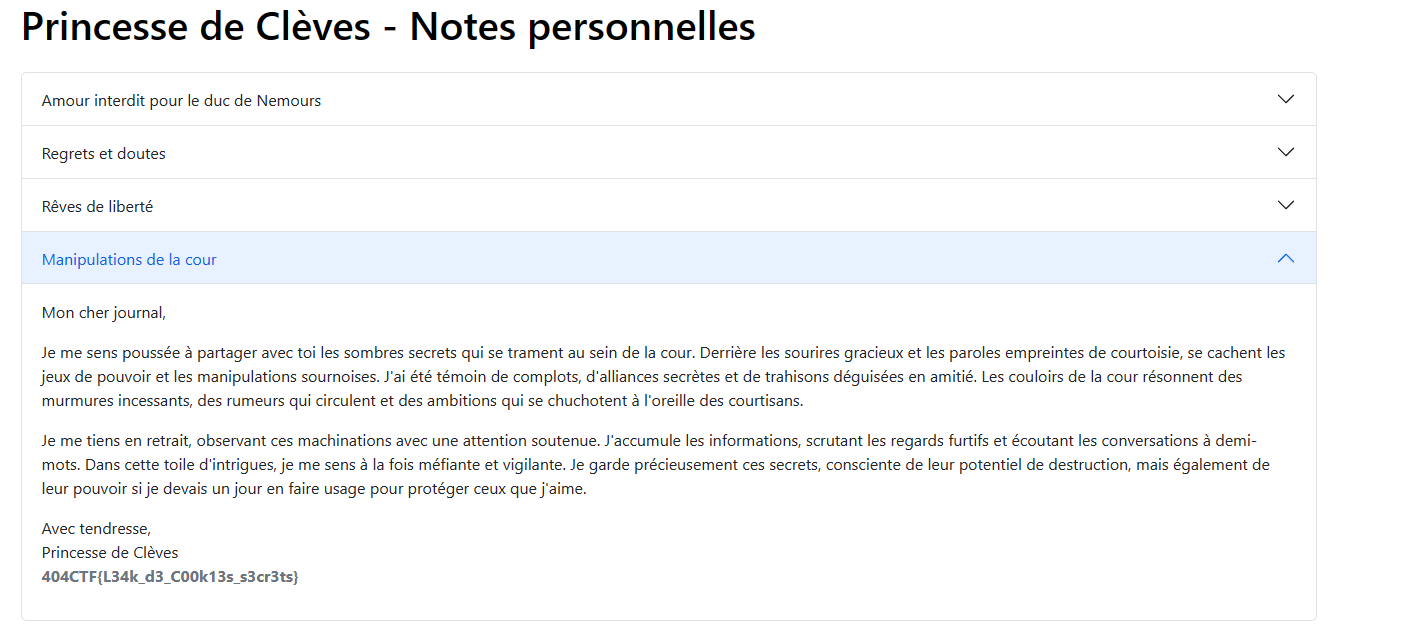 Princesse de Clèves - Notes personnelles
Amour interdit pour le duc de Nemours
Regrets et doutes
Rêves de liberté
Manipulations de la cour
Mon cher journal,
Je me sens poussée à partager avec toi les sombres secrets qui se trament au sein de la cour. Derrière les sourires gracieux et les paroles empreintes de courtoisie, se cachent les
jeux de pouvoir et les manipulations sournoises. J'ai été témoin de complots, d'alliances secrètes et de trahisons déguisées en amitié. Les couloirs de la cour résonnent des
murmures incessants, des rumeurs qui circulent et des ambitions qui se chuchotent à l'oreille des courtisans.
Je me tiens en retrait, observant ces machinations avec une attention soutenue. J'accumule les informations, scrutant les regards furtifs et écoutant les conversations à demi-
mots. Dans cette toile d'intrigues, je me sens à la fois méfiante et vigilante. Je garde précieusement ces secrets, consciente de leur potentiel de destruction, mais également de
leur pouvoir si je devais un jour en faire usage pour protéger ceux que j'aime.
Avec tendresse,
Princesse de Clèves
404CTF{L34k_d3_C00k13s_s3cr3ts}